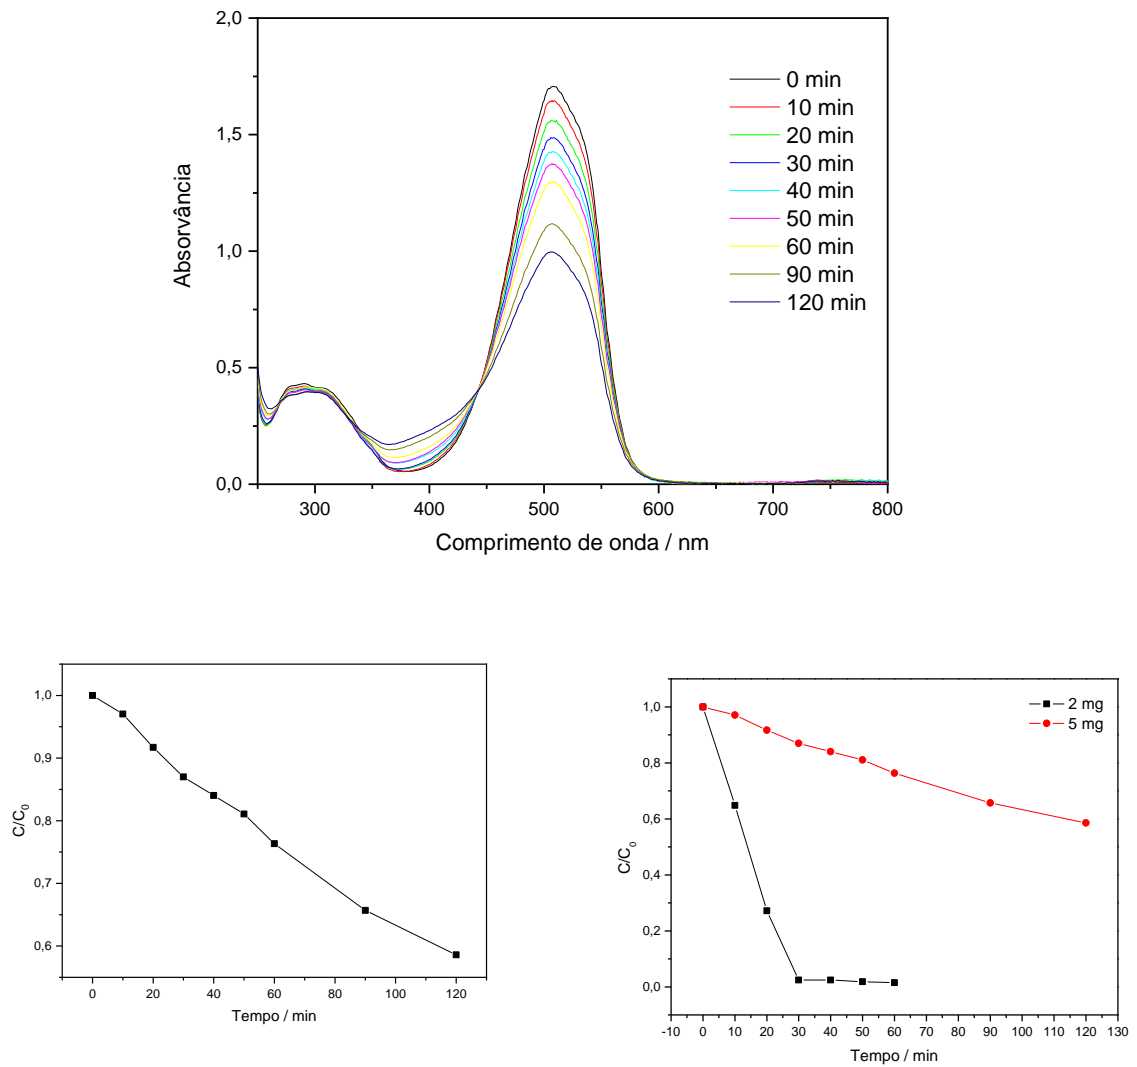 2,0
1,5
1,0
0,5
0,0
Absorvância
0 min
10 min
20 min
30 min
40 min
50 min
60 min
90 min
120 min
300 400 500 600 700 800
Comprimento de onda / nm
1,0
0,9
0,8
0,7
0,6
C/C0
0 20 40 60 80 100 120
Tempo / min
1,0
0,8
0,6
0,4
0,2
0,0
C/C0
2 mg
5 mg
-10 0 10 20 30 40 50 60 70 80 90 100 110 120 130
Tempo / min